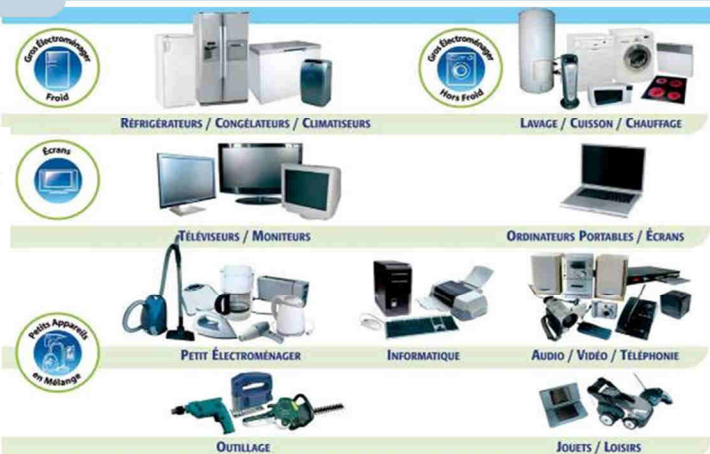 Gros Électroménager
Froid
Gros Électroménager
Hors Froid
RÉFRIGÉRATEURS / CONGÉLATEURS / CLIMATISEURS
LAVAGE / CUISSON / CHAUFFAGE
Écrans
TÉLÉVISEURS / MONITEURS
ORDINATEURS PORTABLES / ÉCRANS
Petits Appareils
en Mélange
PETIT ÉLECTROMÉNAGER
INFORMATIQUE
AUDIO / VIDÉO / TÉLÉPHONIE
OUTILLAGE
JOUETS / LOISIRS